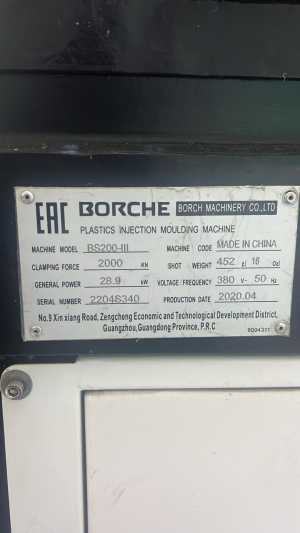 EAC BORCHE BORCH MACHINERY CO.,LTD
PLASTICS INJECTION MOULDING MACHINE
MACHINE MODEL BS200-III MACHINE CODE MADE IN CHINA
CLAMPING FORCE 2000 KN SHOT WEIGHT 452 g( 16 Oz)
GENERAL POWER 28.9 kW VOLTAGE/FREQUENCY 380 V- 50 Hz
SERIAL NUMBER 22048340 PRODUCTION DATE 2020.04
No.9 Xin xiang Road, Zengcheng Economic and Technological Development District,
Guangzhou,Guangdong Province, P.R.C